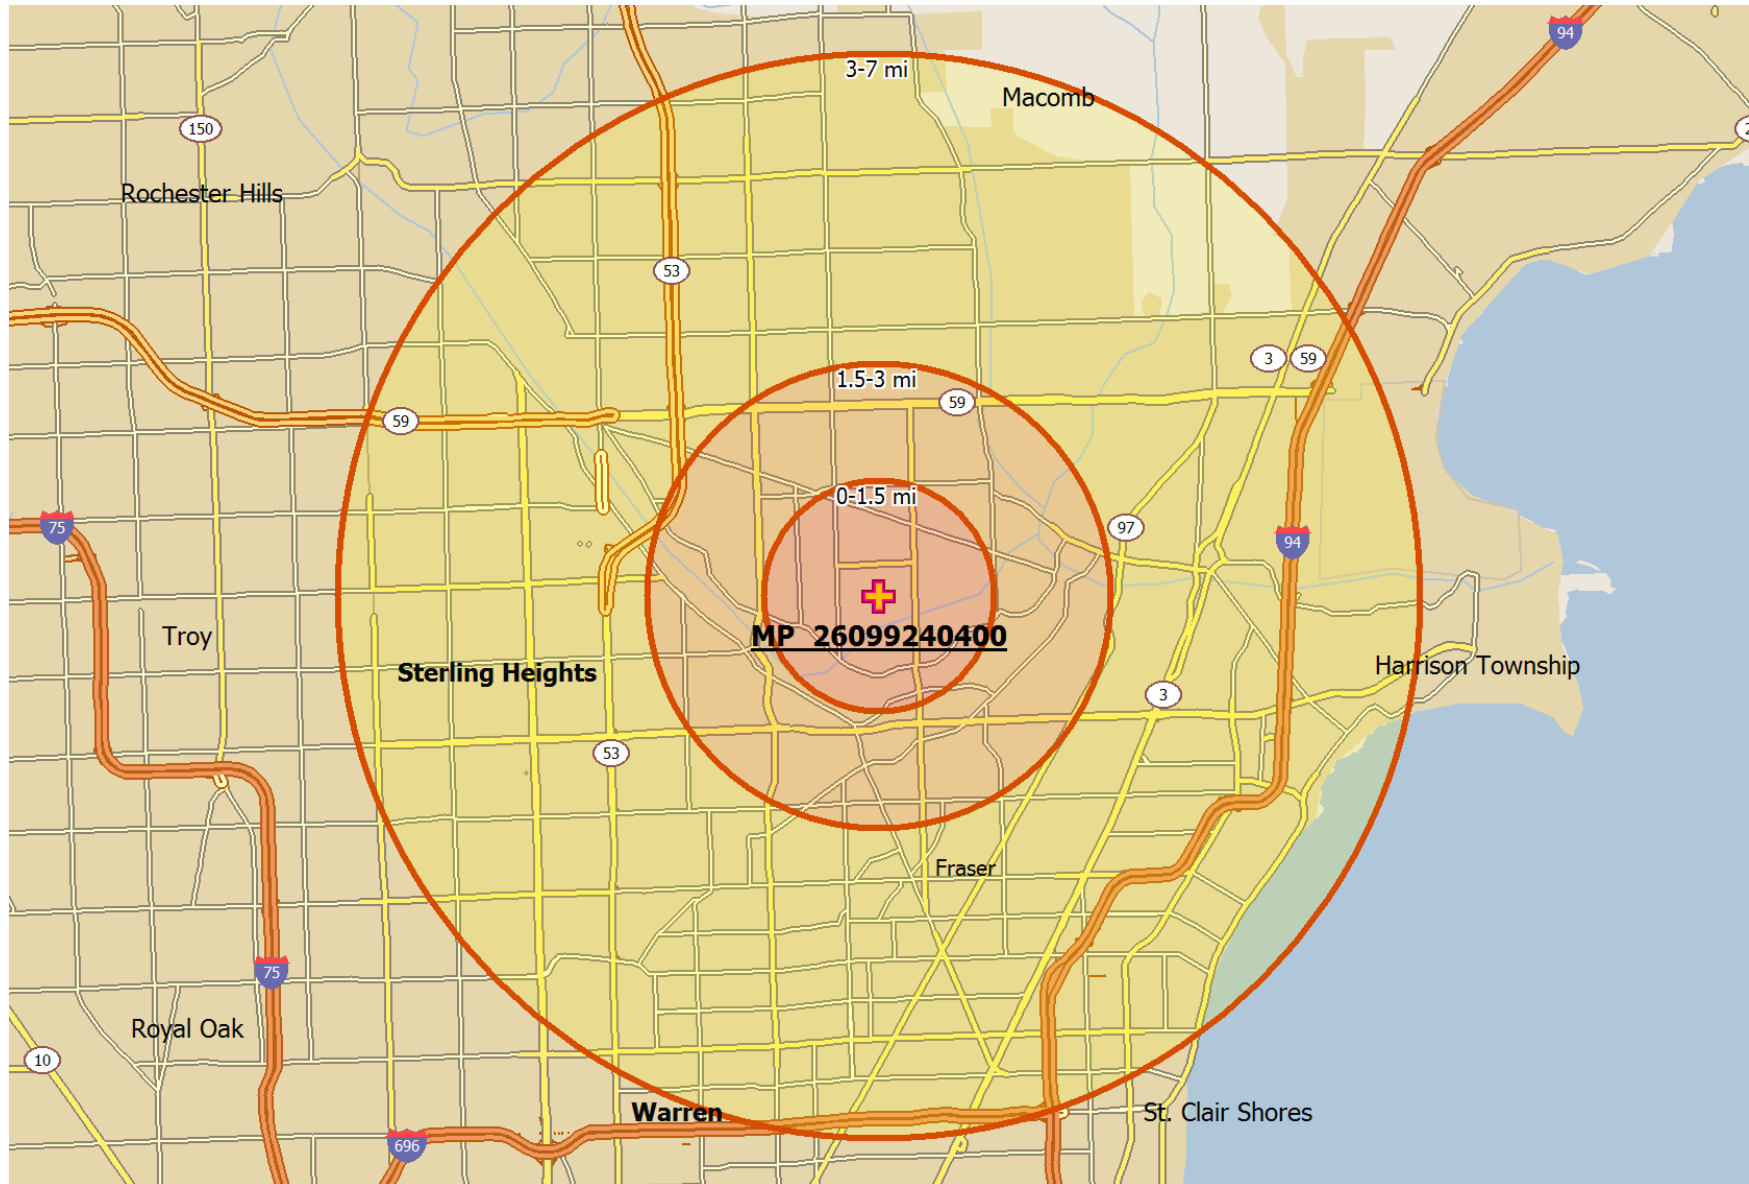 94
3-7 mi
Macomb
150
2
Rochester Hills
53
3
59
1.5-3 mi
59
59
0-1.5 mi
75
97
94
MP 26099240400
Troy
Sterling Heights
Harrison Township
3
53
Fraser
75
Royal Oak
10
Warren
St. Clair Shores
696